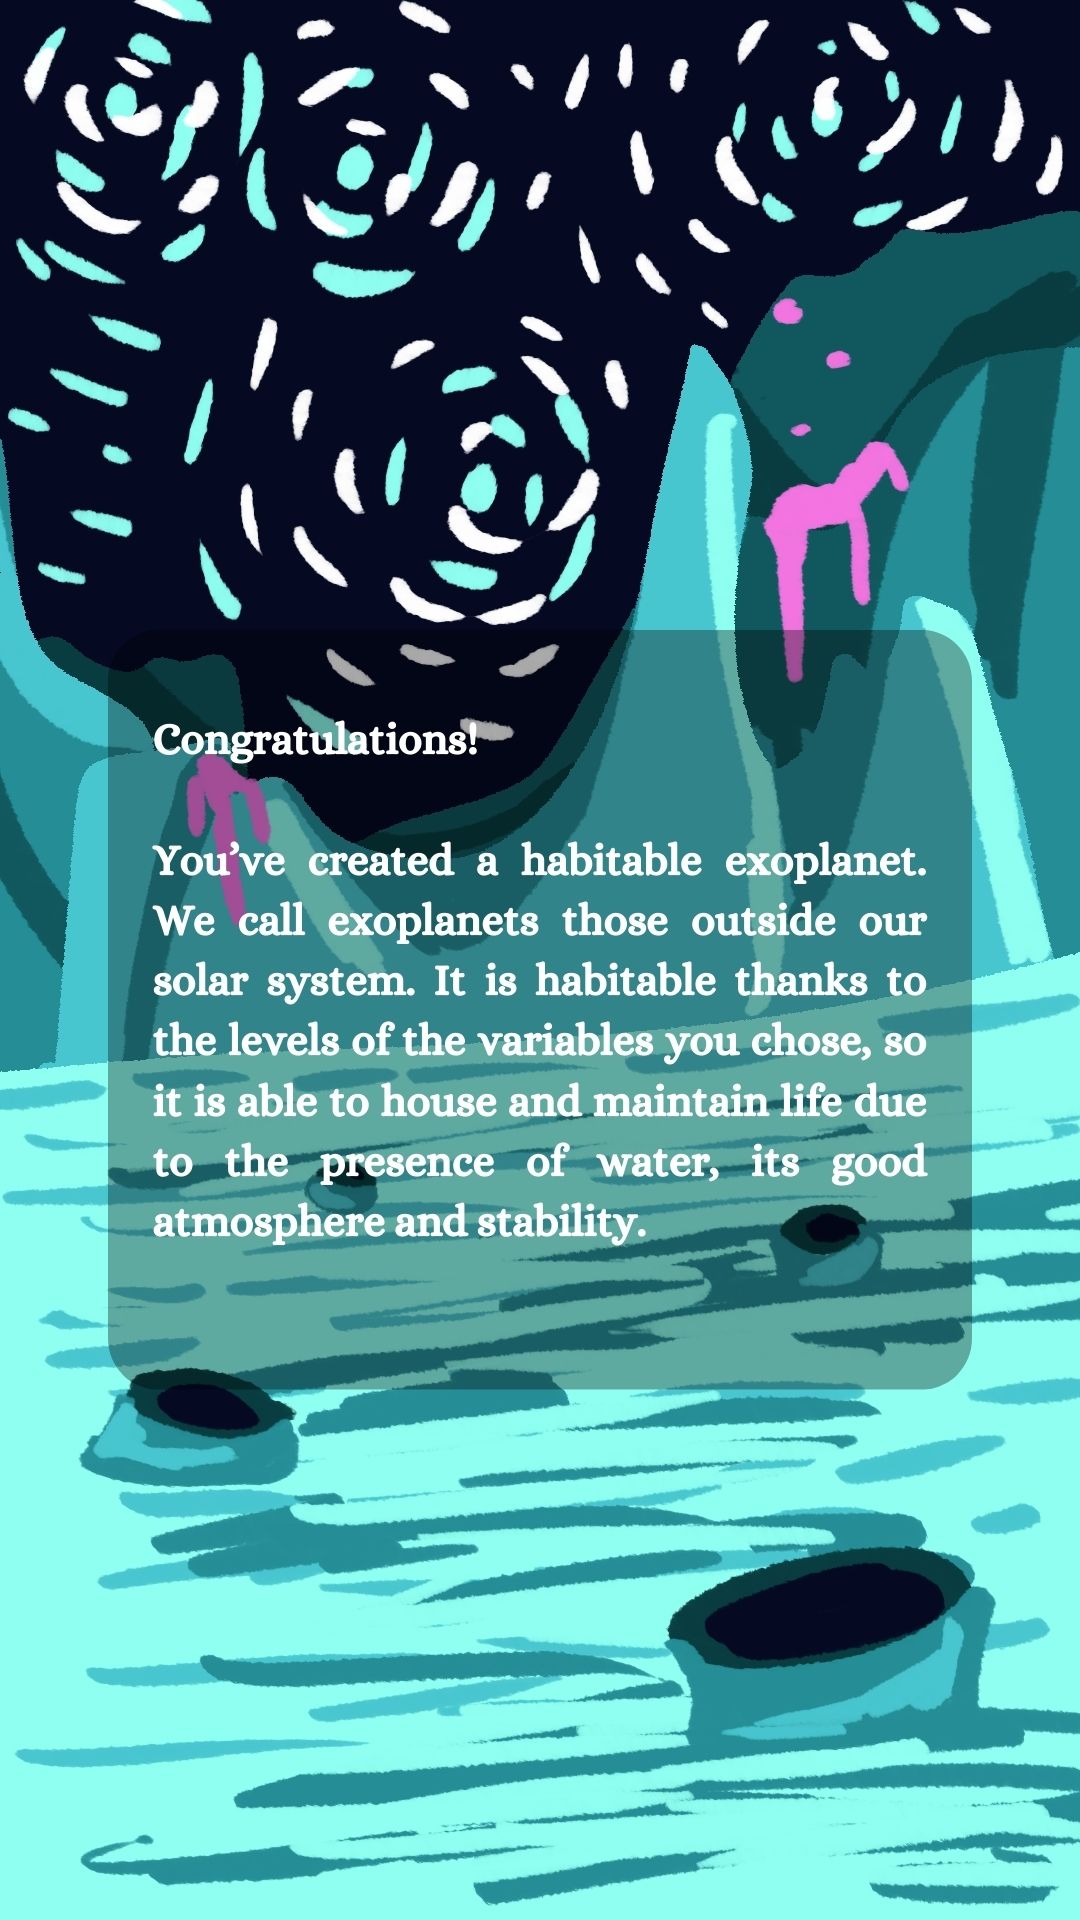 Congratulations!
You’ve created a habitable exoplanet.
We call exoplanets those outside our
solar system. It is habitable thanks to
the levels of the variables you chose, so
it is able to house and maintain life due
to the presence of water, its good
atmosphere and stability.